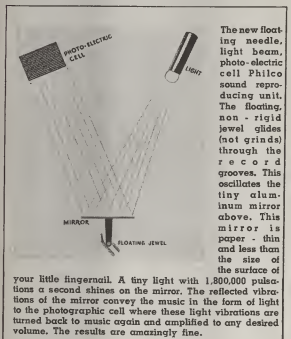 PHOTO-ELECTRIC
CELL
LIGHT
MIRROR
FLOATING JEWEL
The new float-
ing needle,
light beam,
photo-electric
cell Philco
sound repro-
ducing unit.
The floating,
non - rigid
jewel glides
(not grinds)
through the
record
grooves. This
oscillates the
tiny alum-
inum mirror
above. This
mirror is
paper - thin
and less than
the size of
the surface of
your little fingernail. A tiny light with 1,800,000 pulsa-
tions a second shines on the mirror. The reflected vibra-
tions of the mirror convey the music in the form of light
to the photographic cell where these light vibrations are
turned back to music again and amplified to any desired
volume. The results are amazingly fine.